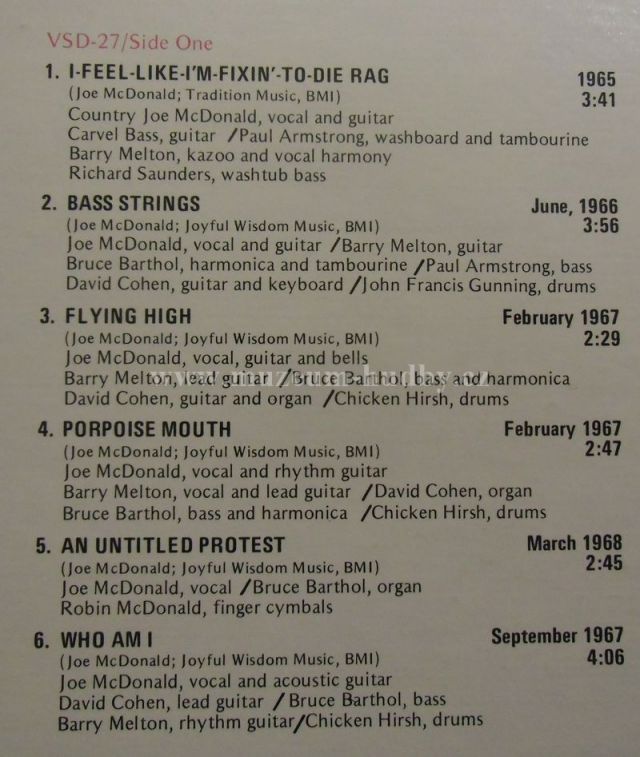 VSD-27/Side One
1. I-FEEL-LIKE-I'M-FIXIN'-TO-DIE RAG 1965
(Joe McDonald; Tradition Music, BMI) 3:41
Country Joe McDonald, vocal and guitar
Carvel Bass, guitar /Paul Armstrong, washboard and tambourine
Barry Melton, kazoo and vocal harmony
Richard Saunders, washtub bass
2. BASS STRINGS June, 1966
(Joe McDonald; Joyful Wisdom Music, BMI) 3:56
Joe McDonald, vocal and guitar /Barry Melton, guitar
Bruce Barthol, harmonica and tambourine /Paul Armstrong, bass
David Cohen, guitar and keyboard /John Francis Gunning, drums
3. FLYING HIGH February 1967
(Joe McDonald; Joyful Wisdom Music, BMI) 2:29
Joe McDonald, vocal, guitar and bells
Barry Melton, lead guitar /Bruce Barthol, bass and harmonica
David Cohen, guitar and organ /Chicken Hirsh, drums
4. PORPOISE MOUTH February 1967
(Joe McDonald; Joyful Wisdom Music, BMI) 2:47
Joe McDonald, vocal and rhythm guitar
Barry Melton, vocal and lead guitar /David Cohen, organ
Bruce Barthol, bass and harmonica /Chicken Hirsh, drums
5. AN UNTITLED PROTEST March 1968
(Joe McDonald; Joyful Wisdom Music, BMI) 2:45
Joe McDonald, vocal /Bruce Barthol, organ
Robin McDonald, finger cymbals
6. WHO AM I September 1967
(Joe McDonald; Joyful Wisdom Music, BMI) 4:06
Joe McDonald, vocal and acoustic guitar
David Cohen, lead guitar /Bruce Barthol, bass
Barry Melton, rhythm guitar/Chicken Hirsh, drums